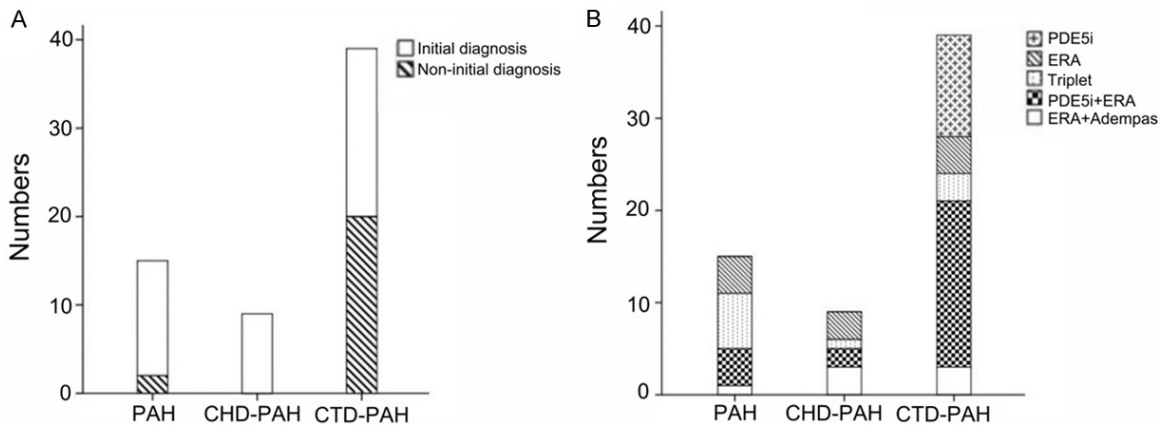 A
Numbers
40
30
20
10
0
PAH
CHD-PAH
CTD-PAH
Initial diagnosis
Non-initial diagnosis
B
Numbers
40
30
20
10
0
PAH
CHD-PAH
CTD-PAH
PDE5i
ERA
Triplet
PDE5i+ERA
ERA+Adempas